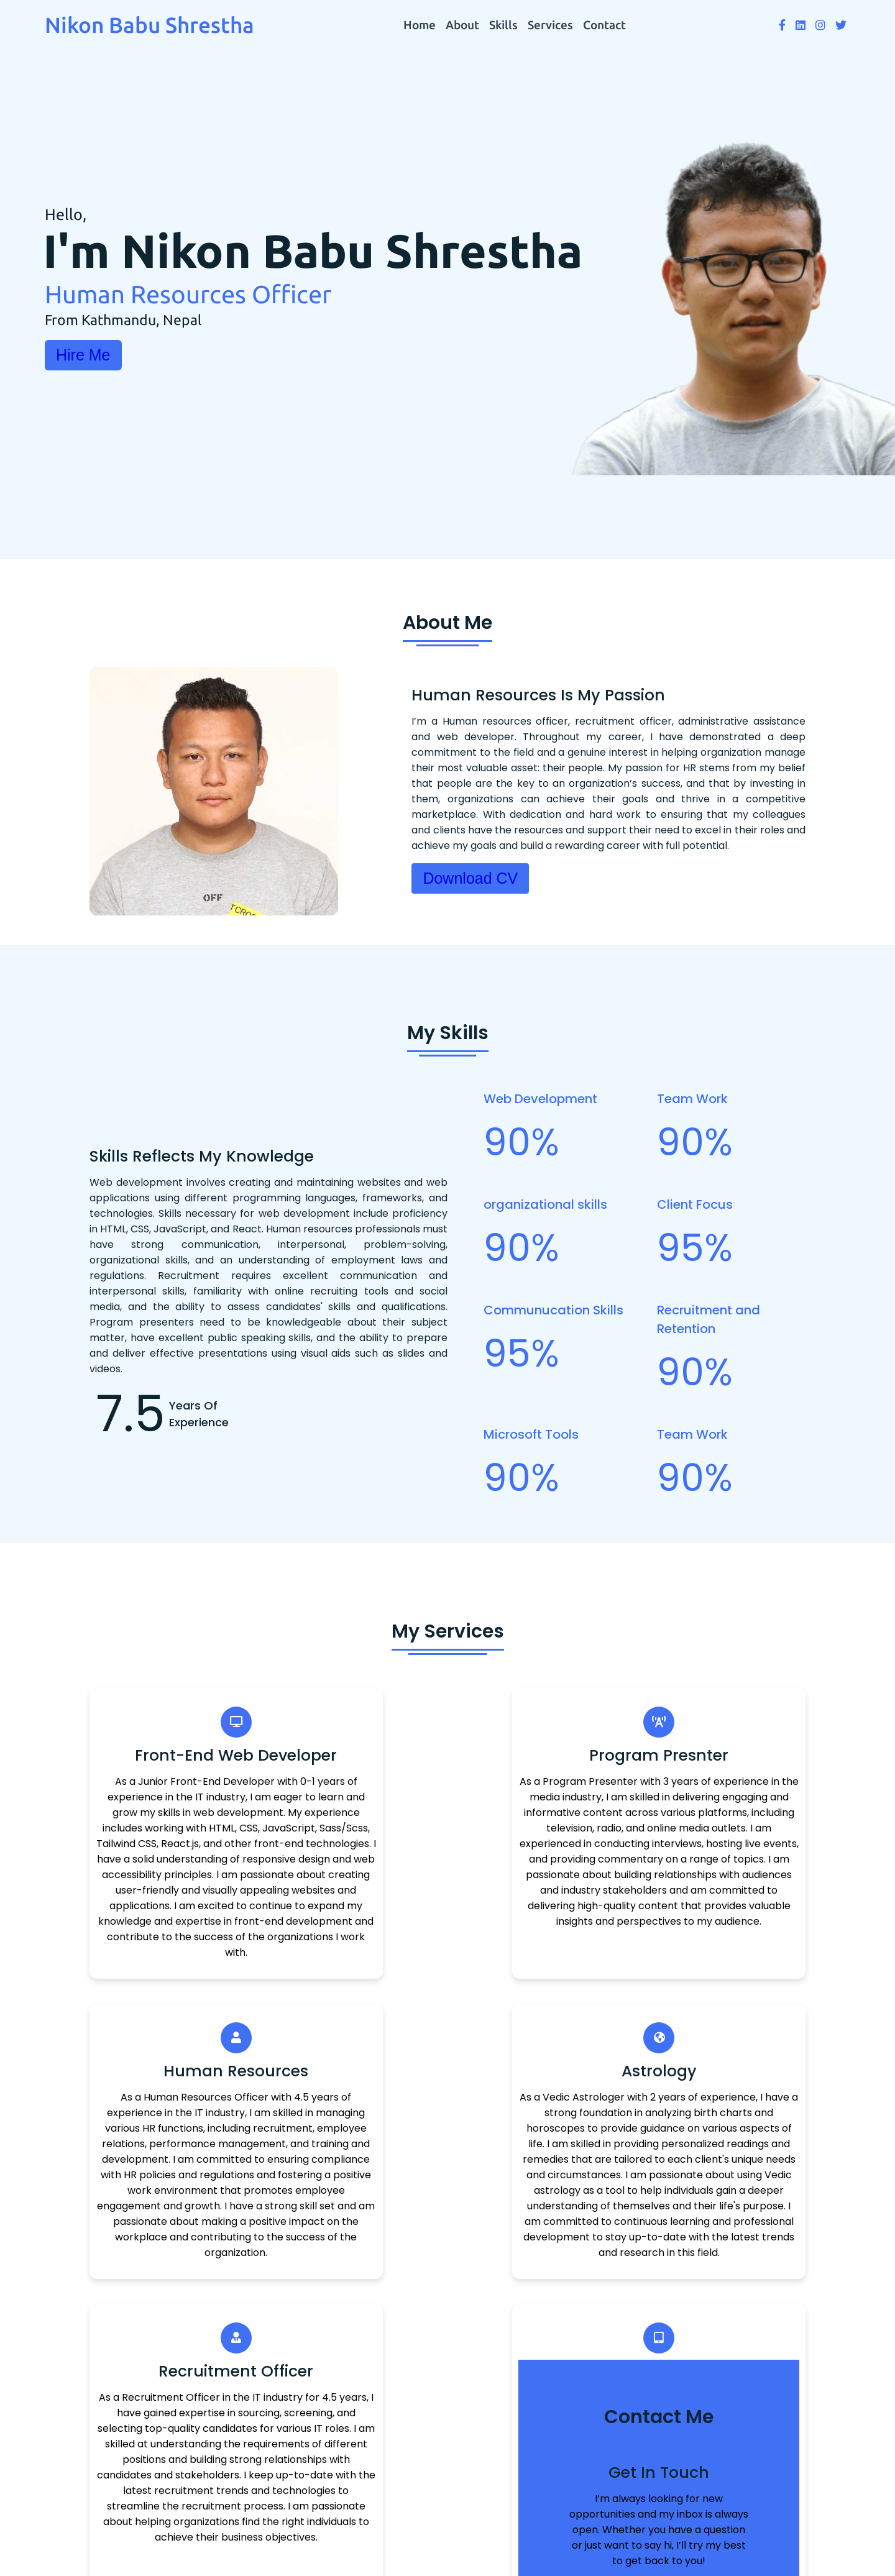 Nikon Babu Shrestha
Home About Skills Services Contact
Hello,
I'm Nikon Babu Shrestha
Human Resources Officer
From Kathmandu, Nepal
Hire Me
About Me
OFF
Human Resources Is My Passion
I'm a Human resources officer, recruitment officer, administrative assistance
and web developer. Throughout my career, I have demonstrated a deep
commitment to the field and a genuine interest in helping organization manage
their most valuable asset: their people. My passion for HR stems from my belief
that people are the key to an organization's success, and that by investing in
them, organizations can achieve their goals and thrive in a competitive
marketplace. With dedication and hard work to ensuring that my colleagues
and clients have the resources and support their need to excel in their roles and
achieve my goals and build a rewarding career with full potential.
Download CV
My Skills
Skills Reflects My Knowledge
Web development involves creating and maintaining websites and web
applications using different programming languages, frameworks, and
technologies. Skills necessary for web development include proficiency
in HTML, CSS, JavaScript, and React. Human resources professionals must
have strong communication, interpersonal, problem-solving,
organizational skills, and an understanding of employment laws and
regulations. Recruitment requires excellent communication and
interpersonal skills, familiarity with online recruiting tools and social
media, and the ability to assess candidates' skills and qualifications.
Program presenters need to be knowledgeable about their subject
matter, have excellent public speaking skills, and the ability to prepare
and deliver effective presentations using visual aids such as slides and
videos.
7.5
Years Of
Experience
Web Development
90%
Team Work
90%
organizational skills
90%
Client Focus
95%
Communucation Skills
95%
Recruitment and
Retention
90%
Microsoft Tools
90%
Team Work
90%
My Services
Front-End Web Developer
As a Junior Front-End Developer with 0-1 years of
experience in the IT industry, I am eager to learn and
grow my skills in web development. My experience
includes working with HTML, CSS, JavaScript, Sass/Scss,
Tailwind CSS, React.js, and other front-end technologies. I
have a solid understanding of responsive design and web
accessibility principles. I am passionate about creating
user-friendly and visually appealing websites and
applications. I am excited to continue to expand my
knowledge and expertise in front-end development and
contribute to the success of the organizations I work
with.
Program Presnter
As a Program Presenter with 3 years of experience in the
media industry, I am skilled in delivering engaging and
informative content across various platforms, including
television, radio, and online media outlets. I am
experienced in conducting interviews, hosting live events,
and providing commentary on a range of topics. I am
passionate about building relationships with audiences
and industry stakeholders and am committed to
delivering high-quality content that provides valuable
insights and perspectives to my audience.
Human Resources
As a Human Resources Officer with 4.5 years of
experience in the IT industry, I am skilled in managing
various HR functions, including recruitment, employee
relations, performance management, and training and
development. I am committed to ensuring compliance
with HR policies and regulations and fostering a positive
work environment that promotes employee
engagement and growth. I have a strong skill set and am
passionate about making a positive impact on the
workplace and contributing to the success of the
organization.
Astrology
As a Vedic Astrologer with 2 years of experience, I have a
strong foundation in analyzing birth charts and
horoscopes to provide guidance on various aspects of
life. I am skilled in providing personalized readings and
remedies that are tailored to each client's unique needs
and circumstances. I am passionate about using Vedic
astrology as a tool to help individuals gain a deeper
understanding of themselves and their life's purpose. I
am committed to continuous learning and professional
development to stay up-to-date with the latest trends
and research in this field.
Recruitment Officer
As a Recruitment Officer in the IT industry for 4.5 years, I
have gained expertise in sourcing, screening, and
selecting top-quality candidates for various IT roles. I am
skilled at understanding the requirements of different
positions and building strong relationships with
candidates and stakeholders. I keep up-to-date with the
latest recruitment trends and technologies to
streamline the recruitment process. I am passionate
about helping organizations find the right individuals to
achieve their business objectives.
Contact Me
Get In Touch
I'm always looking for new
opportunities and my inbox is always
open. Whether you have a question
or just want to say hi, I'll try my best
to get back to you!